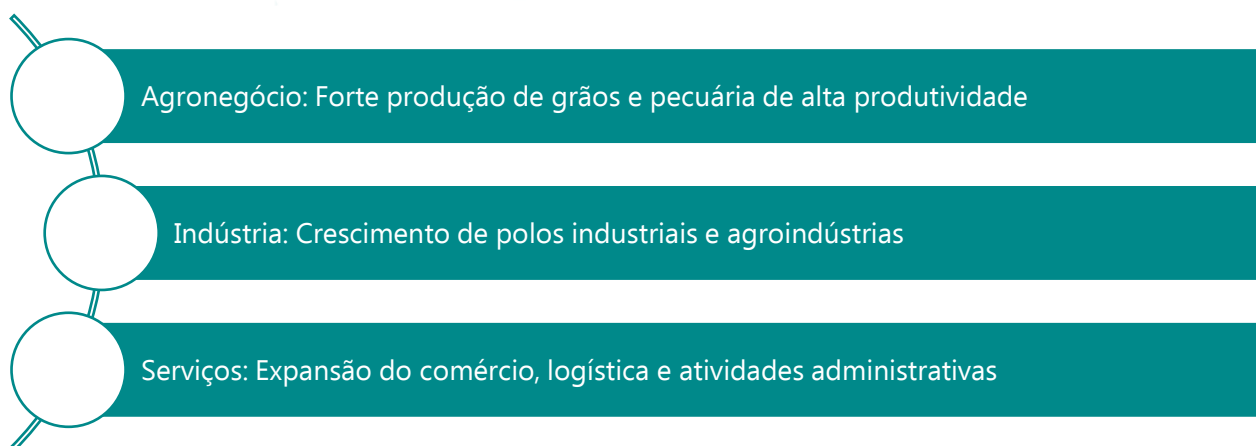 Agronegócio: Forte produção de grãos e pecuária de alta produtividade
Indústria: Crescimento de polos industriais e agroindústrias
Serviços: Expansão do comércio, logística e atividades administrativas